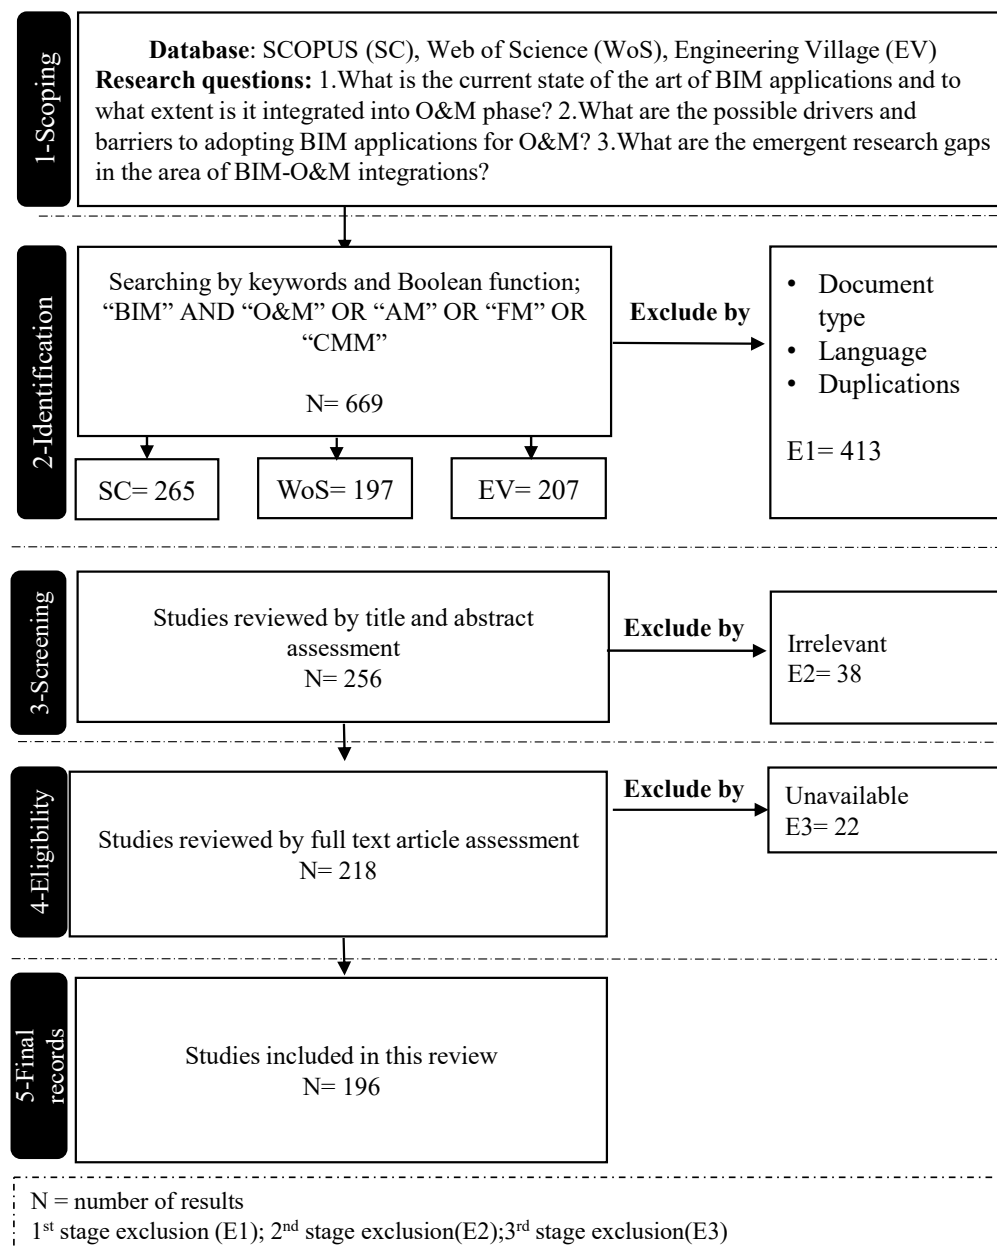 1-Scoping
Database: SCOPUS (SC), Web of Science (WoS), Engineering Village (EV)
Research questions: 1.What is the current state of the art of BIM applications and to
what extent is it integrated into O&M phase? 2.What are the possible drivers and
barriers to adopting BIM applications for O&M? 3.What are the emergent research gaps
in the area of BIM-O&M integrations?
2-Identification
Searching by keywords and Boolean function;
“BIM” AND “O&M” OR “AM” OR “FM” OR
“CMM”
N= 669
Exclude by
• Document
type
• Language
• Duplications
E1= 413
SC= 265
WoS= 197
EV= 207
3-Screening
Studies reviewed by title and abstract
assessment
N= 256
Exclude by
Irrelevant
E2= 38
4-Eligibility
Studies reviewed by full text article assessment
N= 218
Exclude by
Unavailable
E3= 22
5-Final
records
Studies included in this review
N= 196
N = number of results
1st stage exclusion (E1); 2nd stage exclusion(E2);3rd stage exclusion(E3)